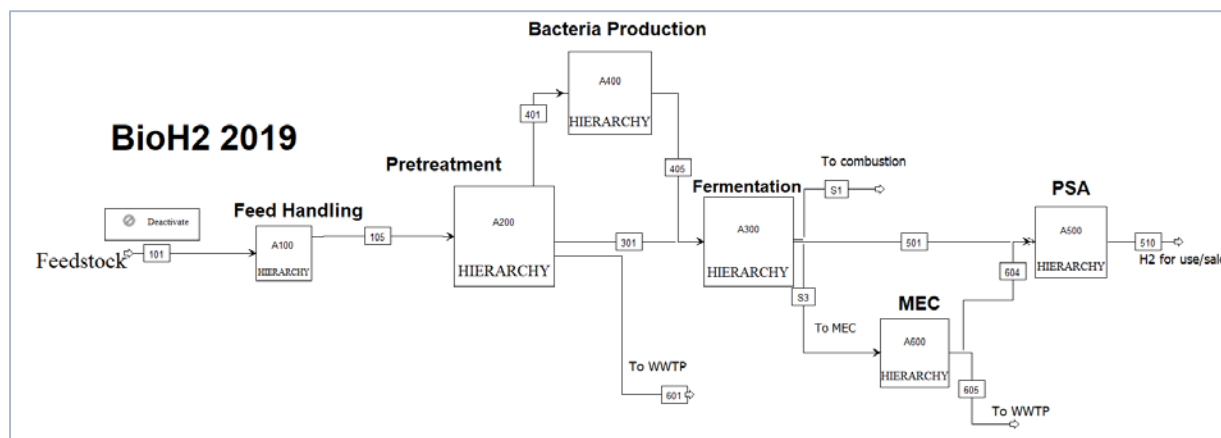 Bacteria Production
A400
HIERARCHY
401
405
BioH2 2019
Pretreatment
A200
HIERARCHY
To combustion
S1
Fermentation
A300
HIERARCHY
PSA
A500
HIERARCHY
Deactivate
Feed Handling
A100
HIERARCHY
Feedstock
101
105
301
501
604
510
H2 for use/sale
S3
To MEC
MEC
A600
HIERARCHY
To WWTP
601
605
To WWTP